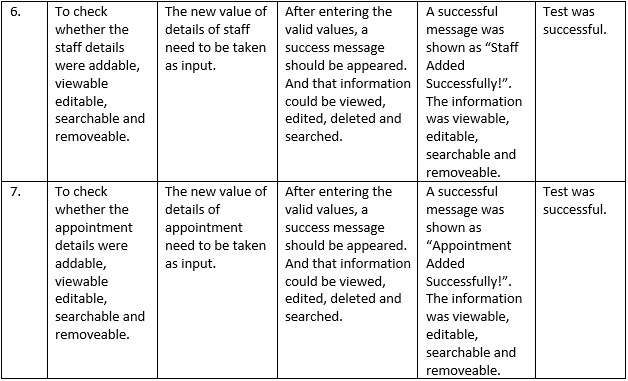 6.
To check
whether the
staff details
were addable,
viewable
editable,
searchable and
removeable.
The new value of
details of staff
need to be taken
as input.
After entering the
valid values, a
success message
should be appeared.
And that information
could be viewed,
edited, deleted and
searched.
A successful
message was
shown as “Staff
Added
Successfully!”.
The information
was viewable,
editable,
searchable and
removeable.
Test was
successful.
7.
To check
whether the
appointment
details were
addable,
viewable
editable,
searchable and
removeable.
The new value of
details of
appointment
need to be taken
as input.
After entering the
valid values, a
success message
should be appeared.
And that information
could be viewed,
edited, deleted and
searched.
A successful
message was
shown as
“Appointment
Added
Successfully!”.
The information
was viewable,
editable,
searchable and
removeable.
Test was
successful.